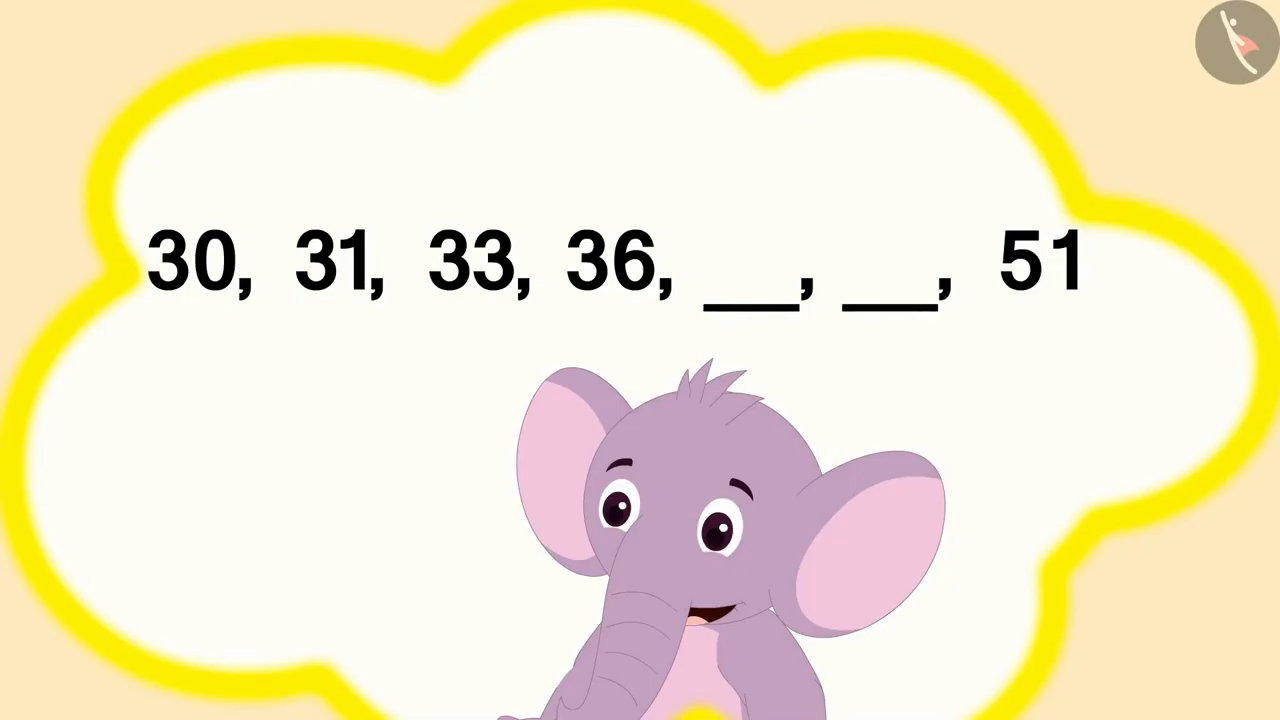 30, 31, 33, 36, __, __, 51